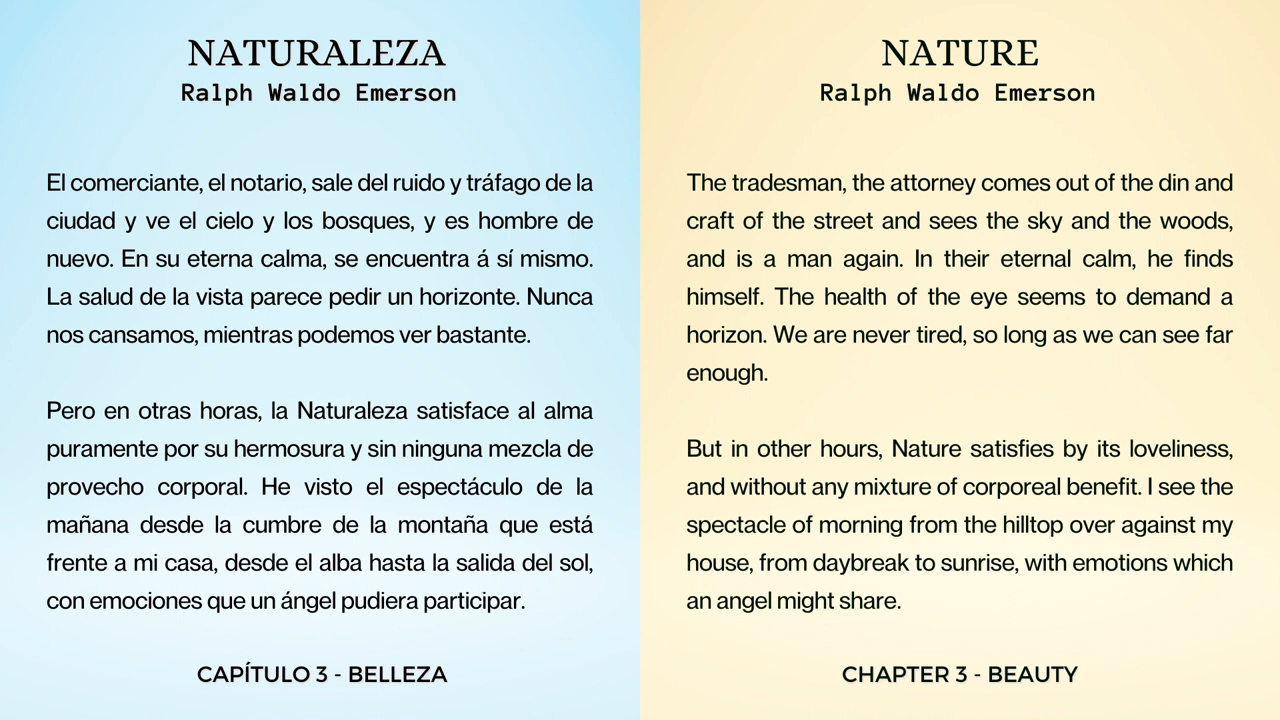 NATURALEZA
Ralph Waldo Emerson
El comerciante, el notario, sale del ruido y tráfago de la
ciudad y ve el cielo y los bosques, y es hombre de
nuevo. En su eterna calma, se encuentra á sí mismo.
La salud de la vista parece pedir un horizonte. Nunca
nos cansamos, mientras podemos ver bastante.
Pero en otras horas, la Naturaleza satisface al alma
puramente por su hermosura y sin ninguna mezcla de
provecho corporal. He visto el espectáculo de la
mañana desde la cumbre de la montaña que está
frente a mi casa, desde el alba hasta la salida del sol,
con emociones que un ángel pudiera participar.
CAPÍTULO 3 - BELLEZA
NATURE
Ralph Waldo Emerson
The tradesman, the attorney comes out of the din and
craft of the street and sees the sky and the woods,
and is a man again. In their eternal calm, he finds
himself. The health of the eye seems to demand a
horizon. We are never tired, so long as we can see far
enough.
But in other hours, Nature satisfies by its loveliness,
and without any mixture of corporeal benefit. I see the
spectacle of morning from the hilltop over against my
house, from daybreak to sunrise, with emotions which
an angel might share.
CHAPTER 3 - BEAUTY